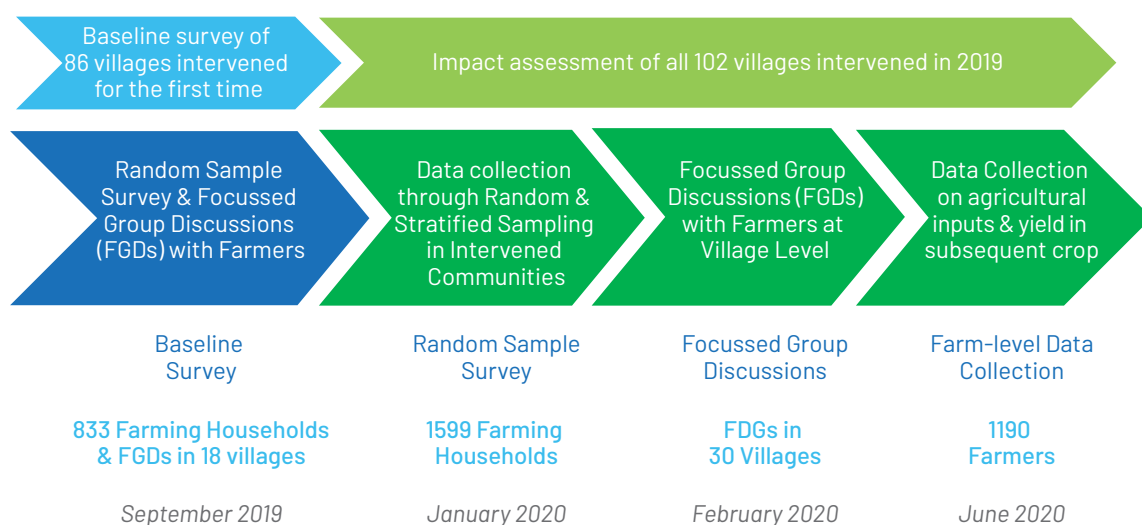 Baseline survey of
86 villages intervened
for the first time
Impact assessment of all 102 villages intervened in 2019
Random Sample
Survey & Focussed
Group Discussions
(FGDs) with Farmers
Data collection
through Random &
Stratified Sampling
in Intervened
Communities
Focussed Group
Discussions (FGDs)
with Farmers at
Village Level
Data Collection
on agricultural
inputs & yield in
subsequent crop
Baseline
Survey
Random Sample
Survey
Focussed Group
Discussions
Farm-level Data
Collection
833 Farming Households
& FGDs in 18 villages
1599 Farming
Households
FDGs in
30 Villages
1190
Farmers
September 2019
January 2020
February 2020
June 2020